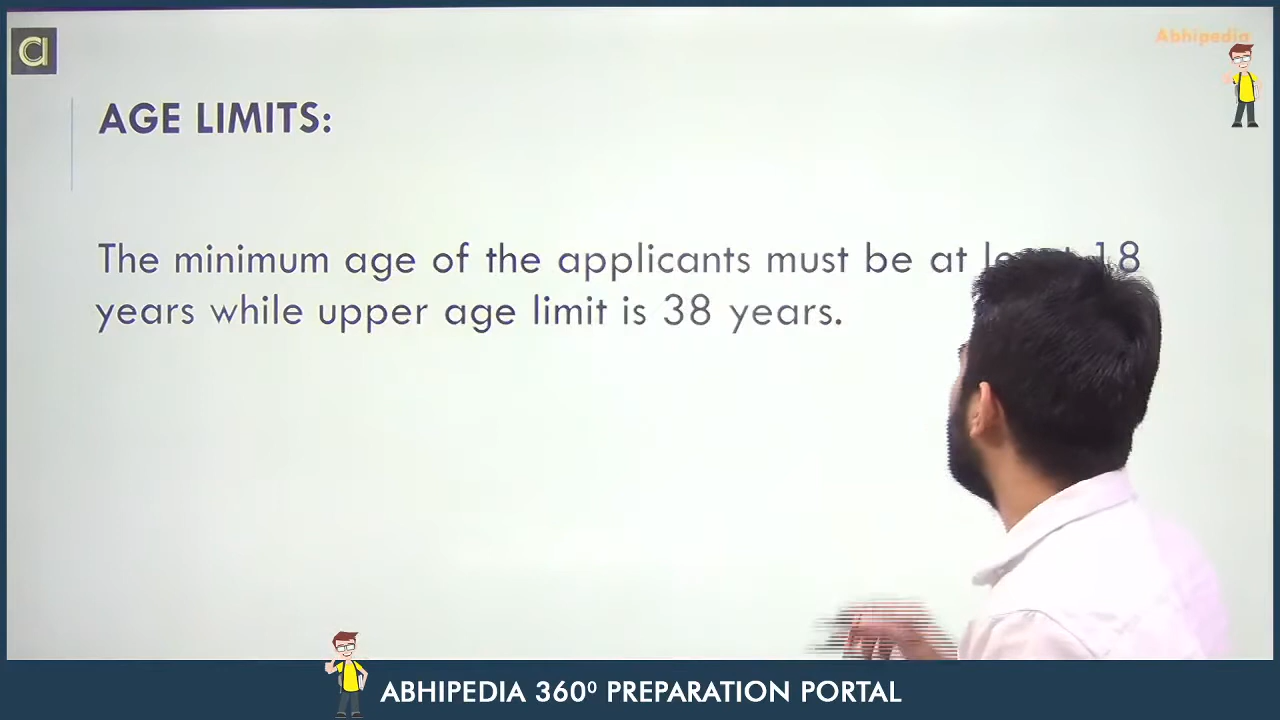 a
Abhipedia
AGE LIMITS:
The minimum age of the applicants must be at 18
years while upper age limit is 38 years.
ABHIPEDIA 360⁰ PREPARATION PORTAL